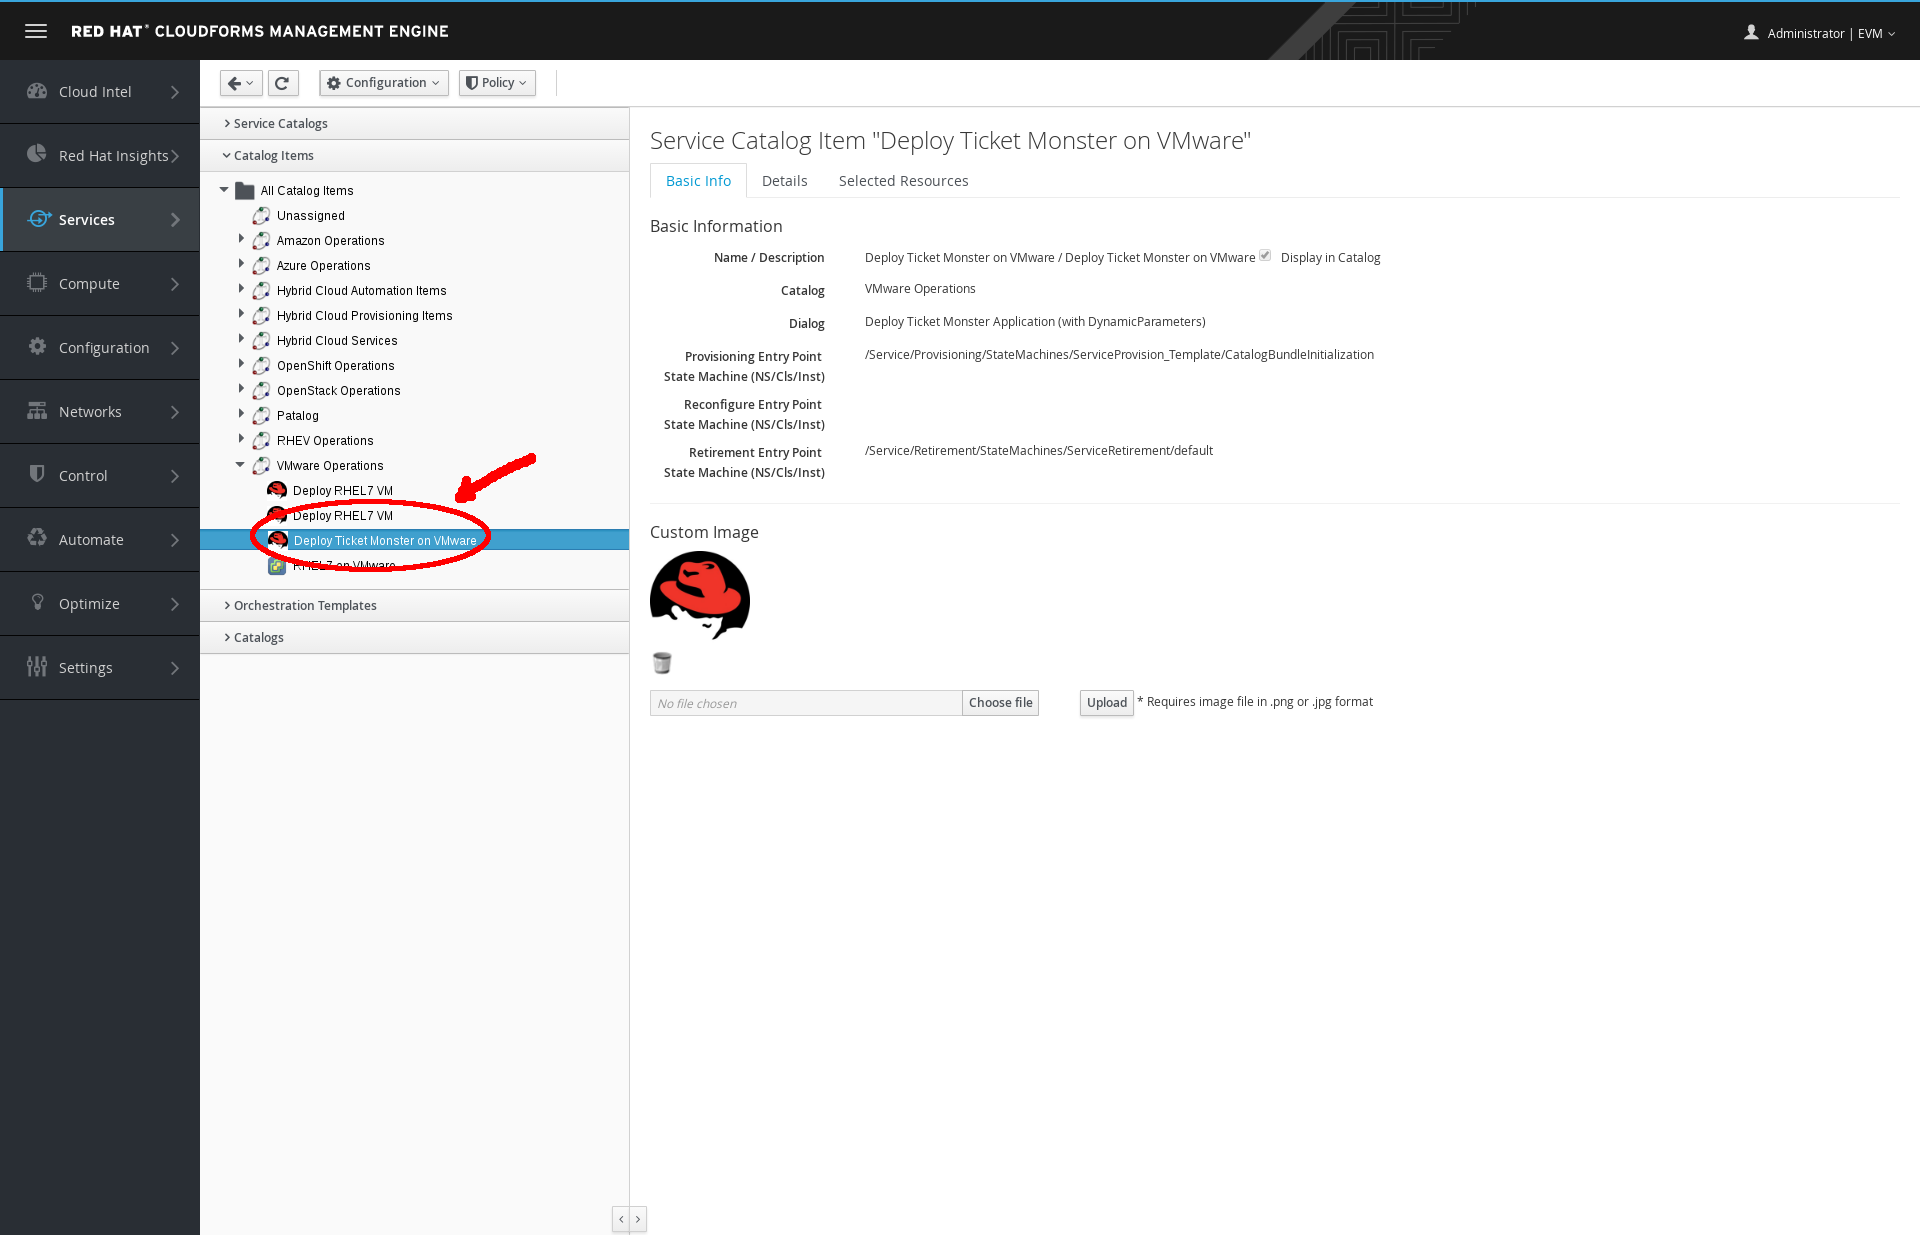 RED HAT® CLOUDFORMS MANAGEMENT ENGINE
Administrator | EVM
Cloud Intel
Red Hat Insights
Services
Compute
Configuration
Networks
Control
Automate
Optimize
Settings
Configuration
Policy
Service Catalogs
Catalog Items
All Catalog Items
Unassigned
Amazon Operations
Azure Operations
Hybrid Cloud Automation Items
Hybrid Cloud Provisioning Items
Hybrid Cloud Services
OpenShift Operations
OpenStack Operations
Patalog
RHEV Operations
VMware Operations
Deploy RHEL7 VM
Deploy RHEL7 VM
Deploy Ticket Monster on VMware
RHEL7 on VMware
Orchestration Templates
Catalogs
Service Catalog Item "Deploy Ticket Monster on VMware"
Basic Info Details Selected Resources
Basic Information
Name / Description Deploy Ticket Monster on VMware / Deploy Ticket Monster on VMware Display in Catalog
Catalog VMware Operations
Dialog Deploy Ticket Monster Application (with DynamicParameters)
Provisioning Entry Point /Service/Provisioning/StateMachines/ServiceProvision_Template/CatalogBundleInitialization
State Machine (NS/Cls/Inst)
Reconfigure Entry Point
State Machine (NS/Cls/Inst)
Retirement Entry Point /Service/Retirement/StateMachines/ServiceRetirement/default
State Machine (NS/Cls/Inst)
Custom Image
No file chosen Choose file Upload * Requires image file in .png or .jpg format